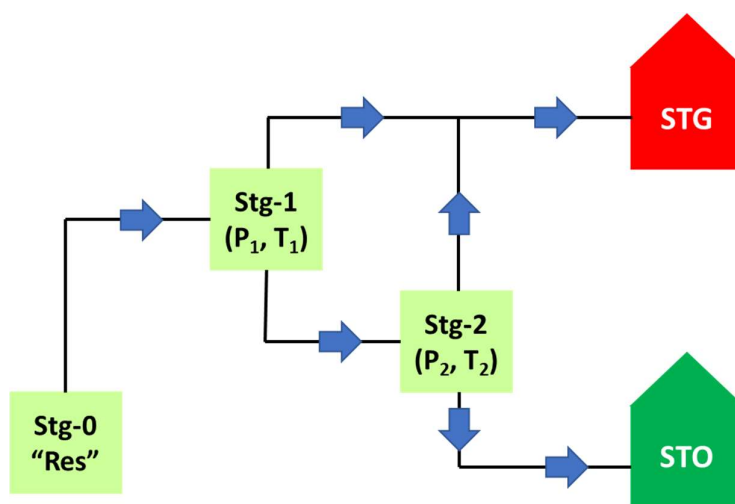 STG
Stg-1
(P₁, T₁)
Stg-2
(P₂, T₂)
Stg-0
“Res”
STO